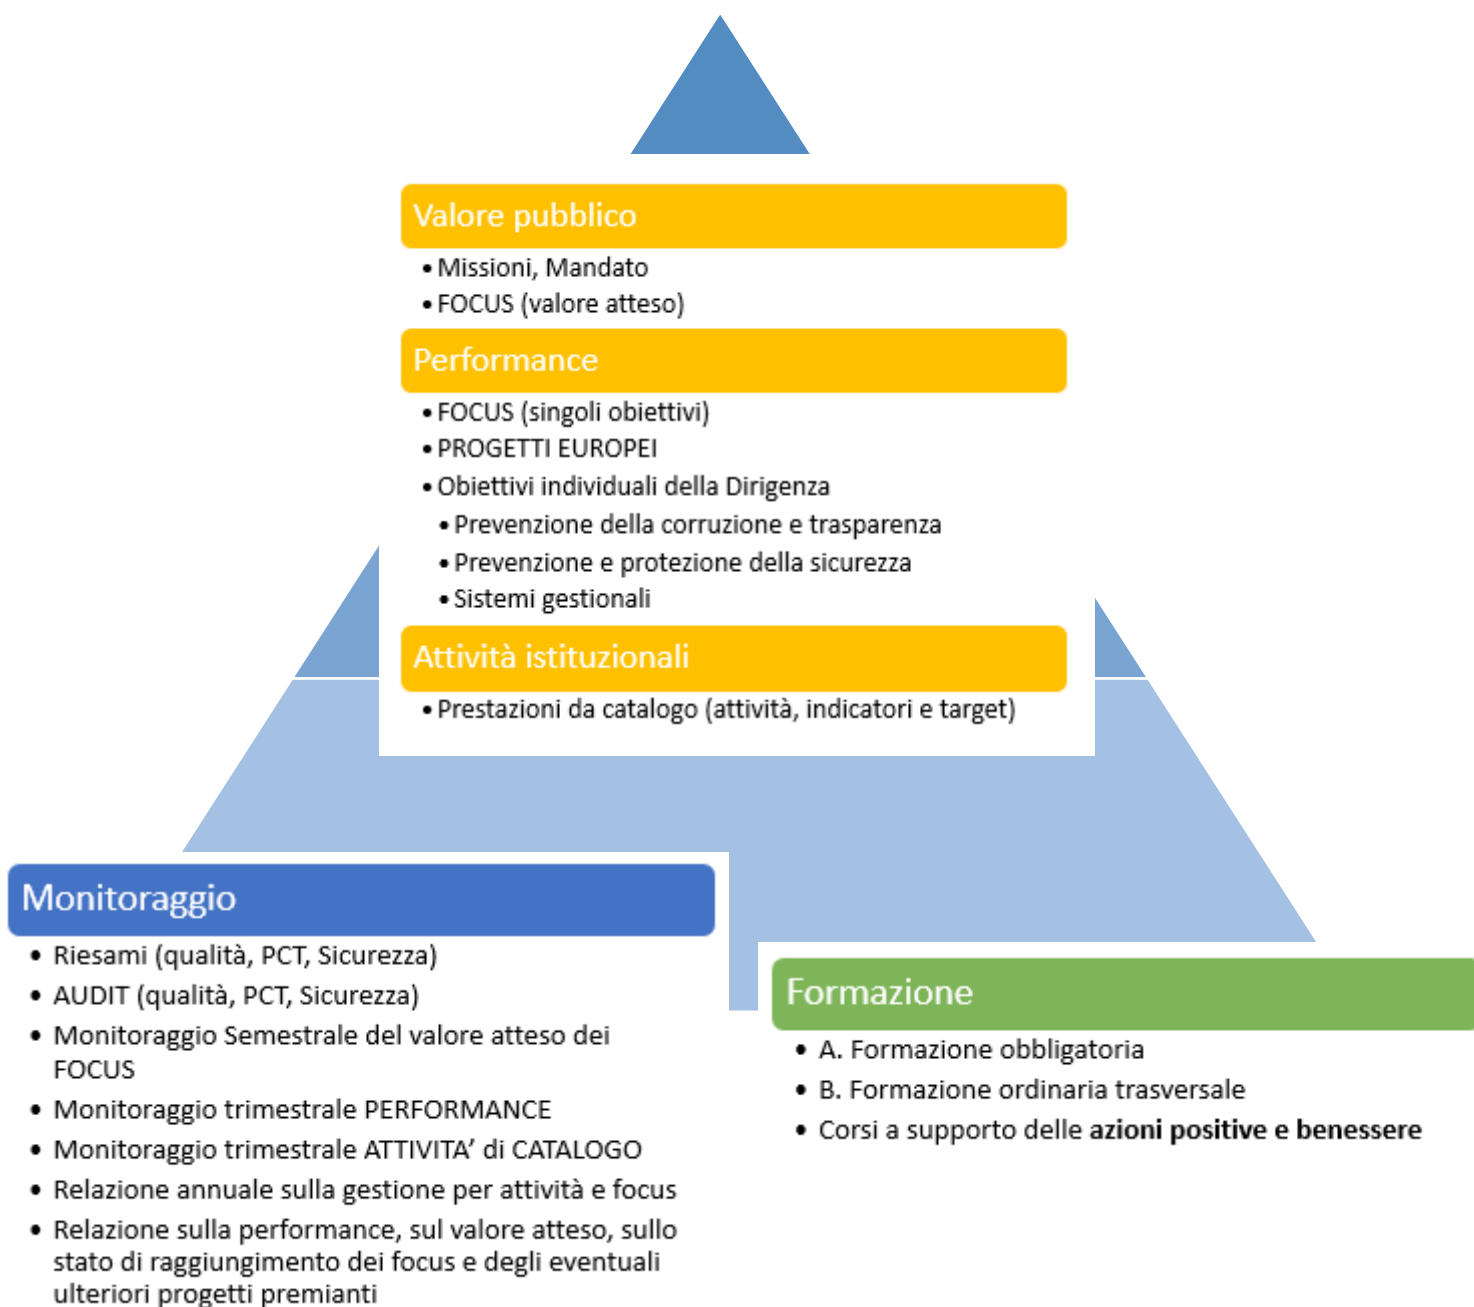 Valore pubblico
• Missioni, Mandato
• FOCUS (valore atteso)
Performance
• FOCUS (singoli obiettivi)
• PROGETTI EUROPEI
• Obiettivi individuali della Dirigenza
• Prevenzione della corruzione e trasparenza
• Prevenzione e protezione della sicurezza
• Sistemi gestionali
Attività istituzionali
• Prestazioni da catalogo (attività, indicatori e target)
Monitoraggio
• Riesami (qualità, PCT, Sicurezza)
• AUDIT (qualità, PCT, Sicurezza)
• Monitoraggio Semestrale del valore atteso dei
FOCUS
• Monitoraggio trimestrale PERFORMANCE
• Monitoraggio trimestrale ATTIVITA’ di CATALOGO
• Relazione annuale sulla gestione per attività e focus
• Relazione sulla performance, sul valore atteso, sullo
stato di raggiungimento dei focus e degli eventuali
ulteriori progetti premianti
Formazione
• A. Formazione obbligatoria
• B. Formazione ordinaria trasversale
• Corsi a supporto delle azioni positive e benessere